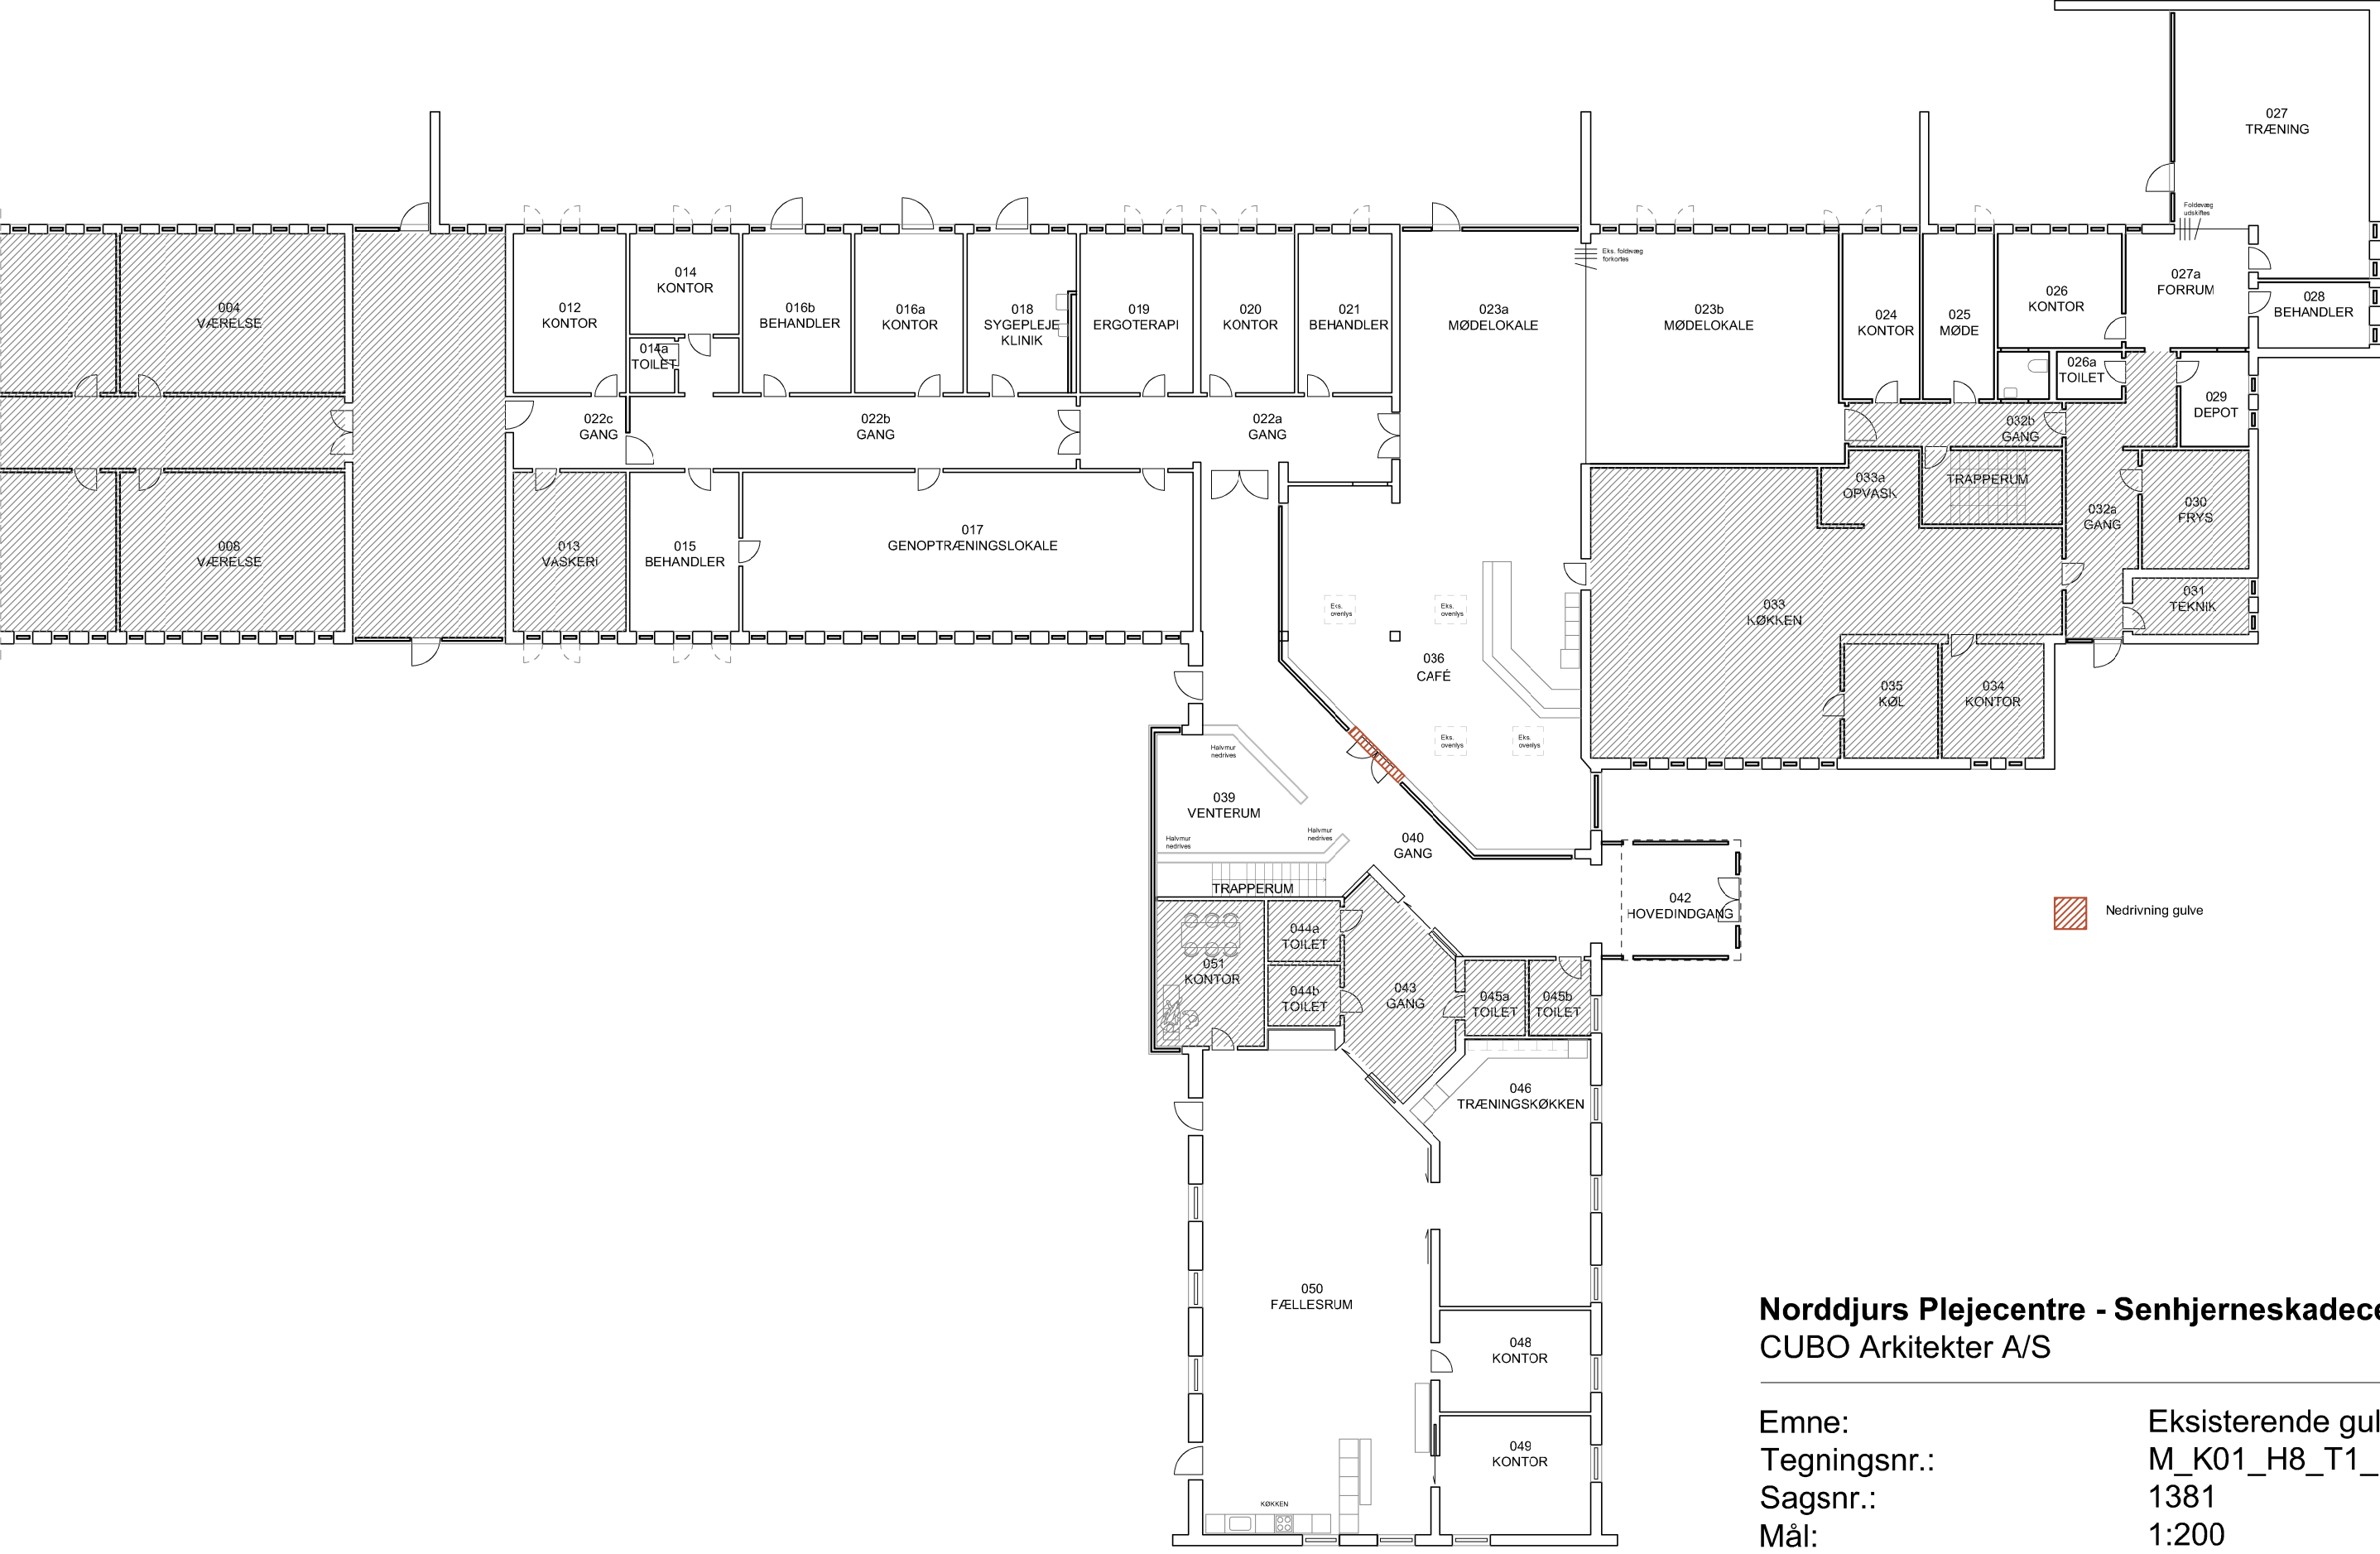 027
TRÆNING
Foldevæg
udskiftes
Eks. foldevæg
forkortes
004
VÆRELSE
012
KONTOR
014
KONTOR
014a
TOILET
016b
BEHANDLER
016a
KONTOR
018
SYGEPLEJE
KLINIK
019
ERGOTERAPI
020
KONTOR
021
BEHANDLER
023a
MØDELOKALE
023b
MØDELOKALE
024
KONTOR
025
MØDE
026
KONTOR
026a
TOILET
027a
FORRUM
028
BEHANDLER
029
DEPOT
022c
GANG
022b
GANG
022a
GANG
032b
GANG
033a
OPVASK
TRAPPERUM
032a
GANG
030
FRYS
031
TEKNIK
008
VÆRELSE
013
VASKERI
015
BEHANDLER
017
GENOPTRÆNINGSLOKALE
Eks.
ovenlys
Eks.
ovenlys
033
KØKKEN
036
CAFÉ
035
KØL
034
KONTOR
Eks.
ovenlys
Eks.
ovenlys
Halvmur
nedrives
039
VENTERUM
Halvmur
nedrives
Halvmur
nedrives
040
GANG
TRAPPERUM
042
HOVEDINDGANG
Nedrivning gulve
044a
TOILET
051
KONTOR
044b
TOILET
043
GANG
045a
TOILET
045b
TOILET
046
TRÆNINGSKØKKEN
050
FÆLLESRUM
048
KONTOR
049
KONTOR
KØKKEN
Norddjurs Plejecentre - Senhjerneskadece
CUBO Arkitekter A/S
Emne: Eksisterende gul
Tegningsnr.: M_K01_H8_T1_
Sagsnr.: 1381
Mål: 1:200